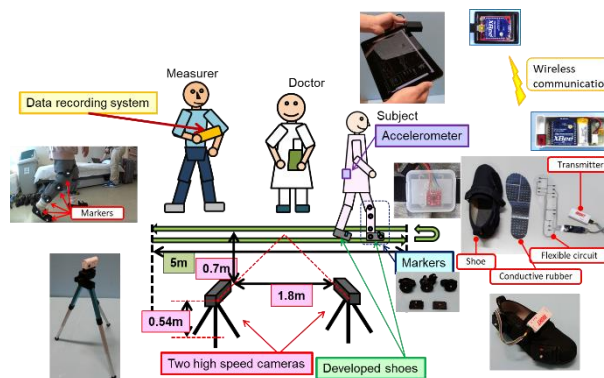 Measurer
Doctor
Subject
Data recording system
Accelerometer
Wireless
communication
XBee
Transmitter
Markers
Flexible circuit
Shoe
Conductive rubber
5m
0.7m
Markers
1.8m
0.54m
Two high speed cameras
Developed shoes